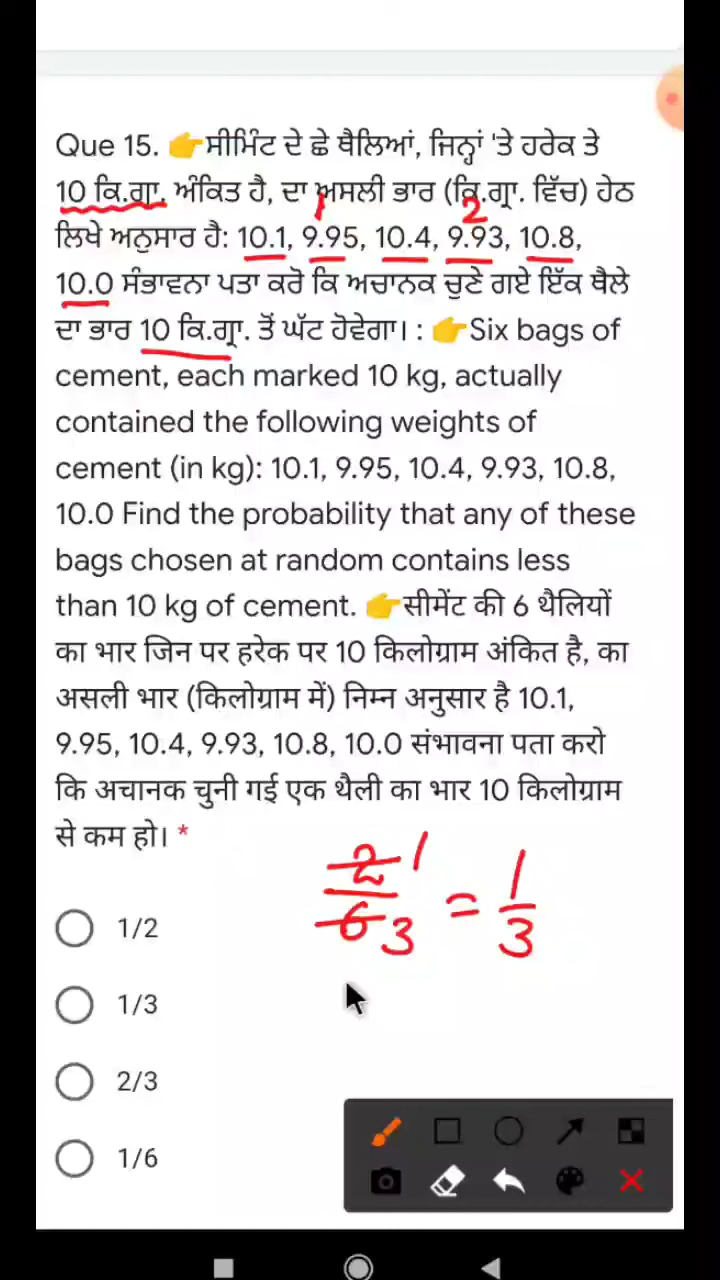 Que 15. 👉ਸੀਮਿੰਟ ਦੇ ਛੇ ਥੈਲਿਆਂ, ਜਿਨ੍ਹਾਂ 'ਤੇ ਹਰੇਕ ਤੇ
10 ਕਿ.ਗ੍ਰਾ. ਅੰਕਿਤ ਹੈ, ਦਾ ਅਸਲੀ ਭਾਰ (ਕਿ.ਗ੍ਰਾ. ਵਿੱਚ) ਹੇਠ
1 2
ਲਿਖੇ ਅਨੁਸਾਰ ਹੈ: 10.1, 9.95, 10.4, 9.93, 10.8,
10.0 ਸੰਭਾਵਨਾ ਪਤਾ ਕਰੋ ਕਿ ਅਚਾਨਕ ਚੁਣੇ ਗਏ ਇੱਕ ਥੈਲੇ
ਦਾ ਭਾਰ 10 ਕਿ.ਗ੍ਰਾ. ਤੋਂ ਘੱਟ ਹੋਵੇਗਾ। : 👉Six bags of
cement, each marked 10 kg, actually
contained the following weights of
cement (in kg): 10.1, 9.95, 10.4, 9.93, 10.8,
10.0 Find the probability that any of these
bags chosen at random contains less
than 10 kg of cement. 👉सीमेंट की 6 थैलियों
का भार जिन पर हरेक पर 10 किलोग्राम अंकित है, का
असली भार (किलोग्राम में) निम्न अनुसार है 10.1,
9.95, 10.4, 9.93, 10.8, 10.0 संभावना पता करो
कि अचानक चुनी गई एक थैली का भार 10 किलोग्राम
से कम हो। *
2 1
6 3 = 1/3
1/2
1/3
2/3
1/6